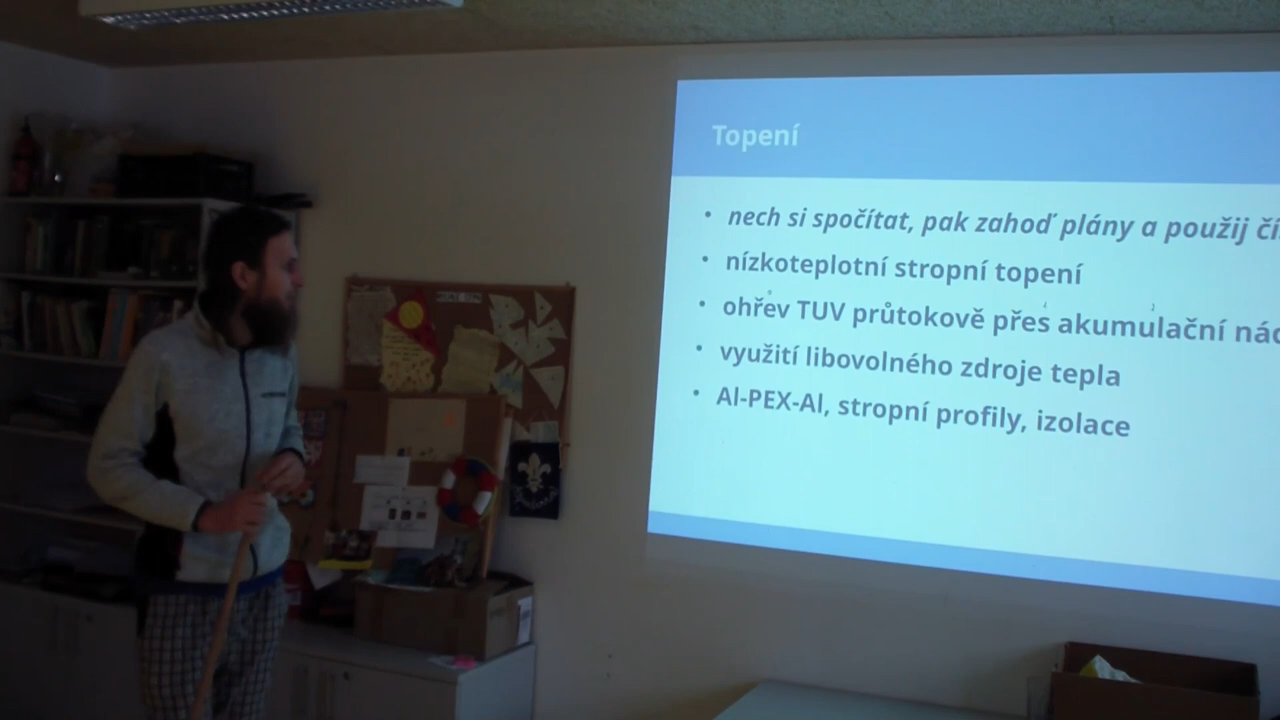 Topení
nech si spočítat, pak zahoď plány a použij
nízkoteplotní stropní topení
ohřev TUV průtokově přes akumulační
využití libovolného zdroje tepla
Al-PEX-Al, stropní profily, izolace